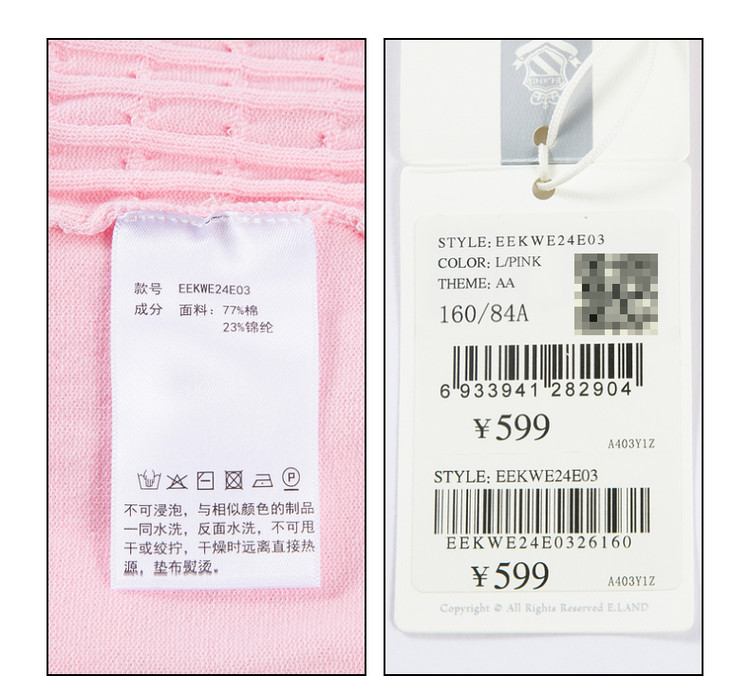 款号 EEKWE24E03
成分 面料：77%棉
23%锦纶
P
不可浸泡，与相似颜色的制品
一同水洗，反面水洗，不可甩
干或绞拧，干燥时远离直接热
源，垫布熨烫。
E·LAND
STYLE: EEKWE24E03
COLOR: L/PINK
THEME: AA
160/84A
6 933941 282904
¥599
A403Y1Z
STYLE: EEKWE24E03
EEKWE24E0326160
¥599
A403Y1Z
Copyright © All Rights Reserved E.LAND